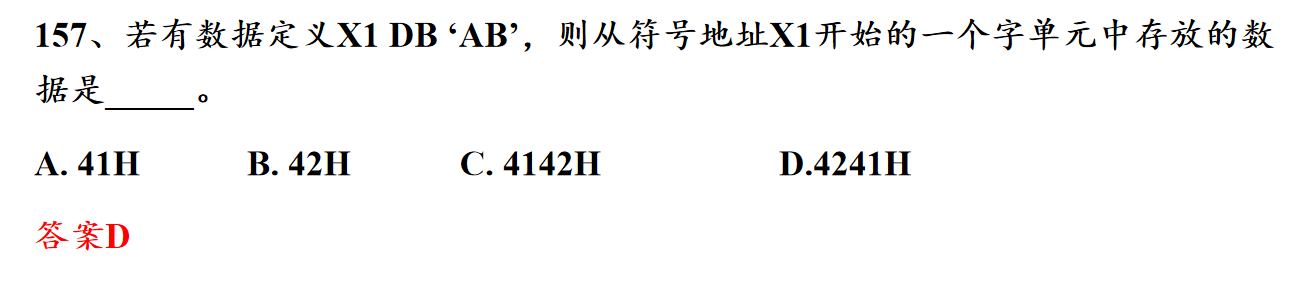 157、若有数据定义X1 DB ‘AB’，则从符号地址X1开始的一个字单元中存放的数
据是_____。
A. 41H B. 42H C. 4142H D.4241H
答案D